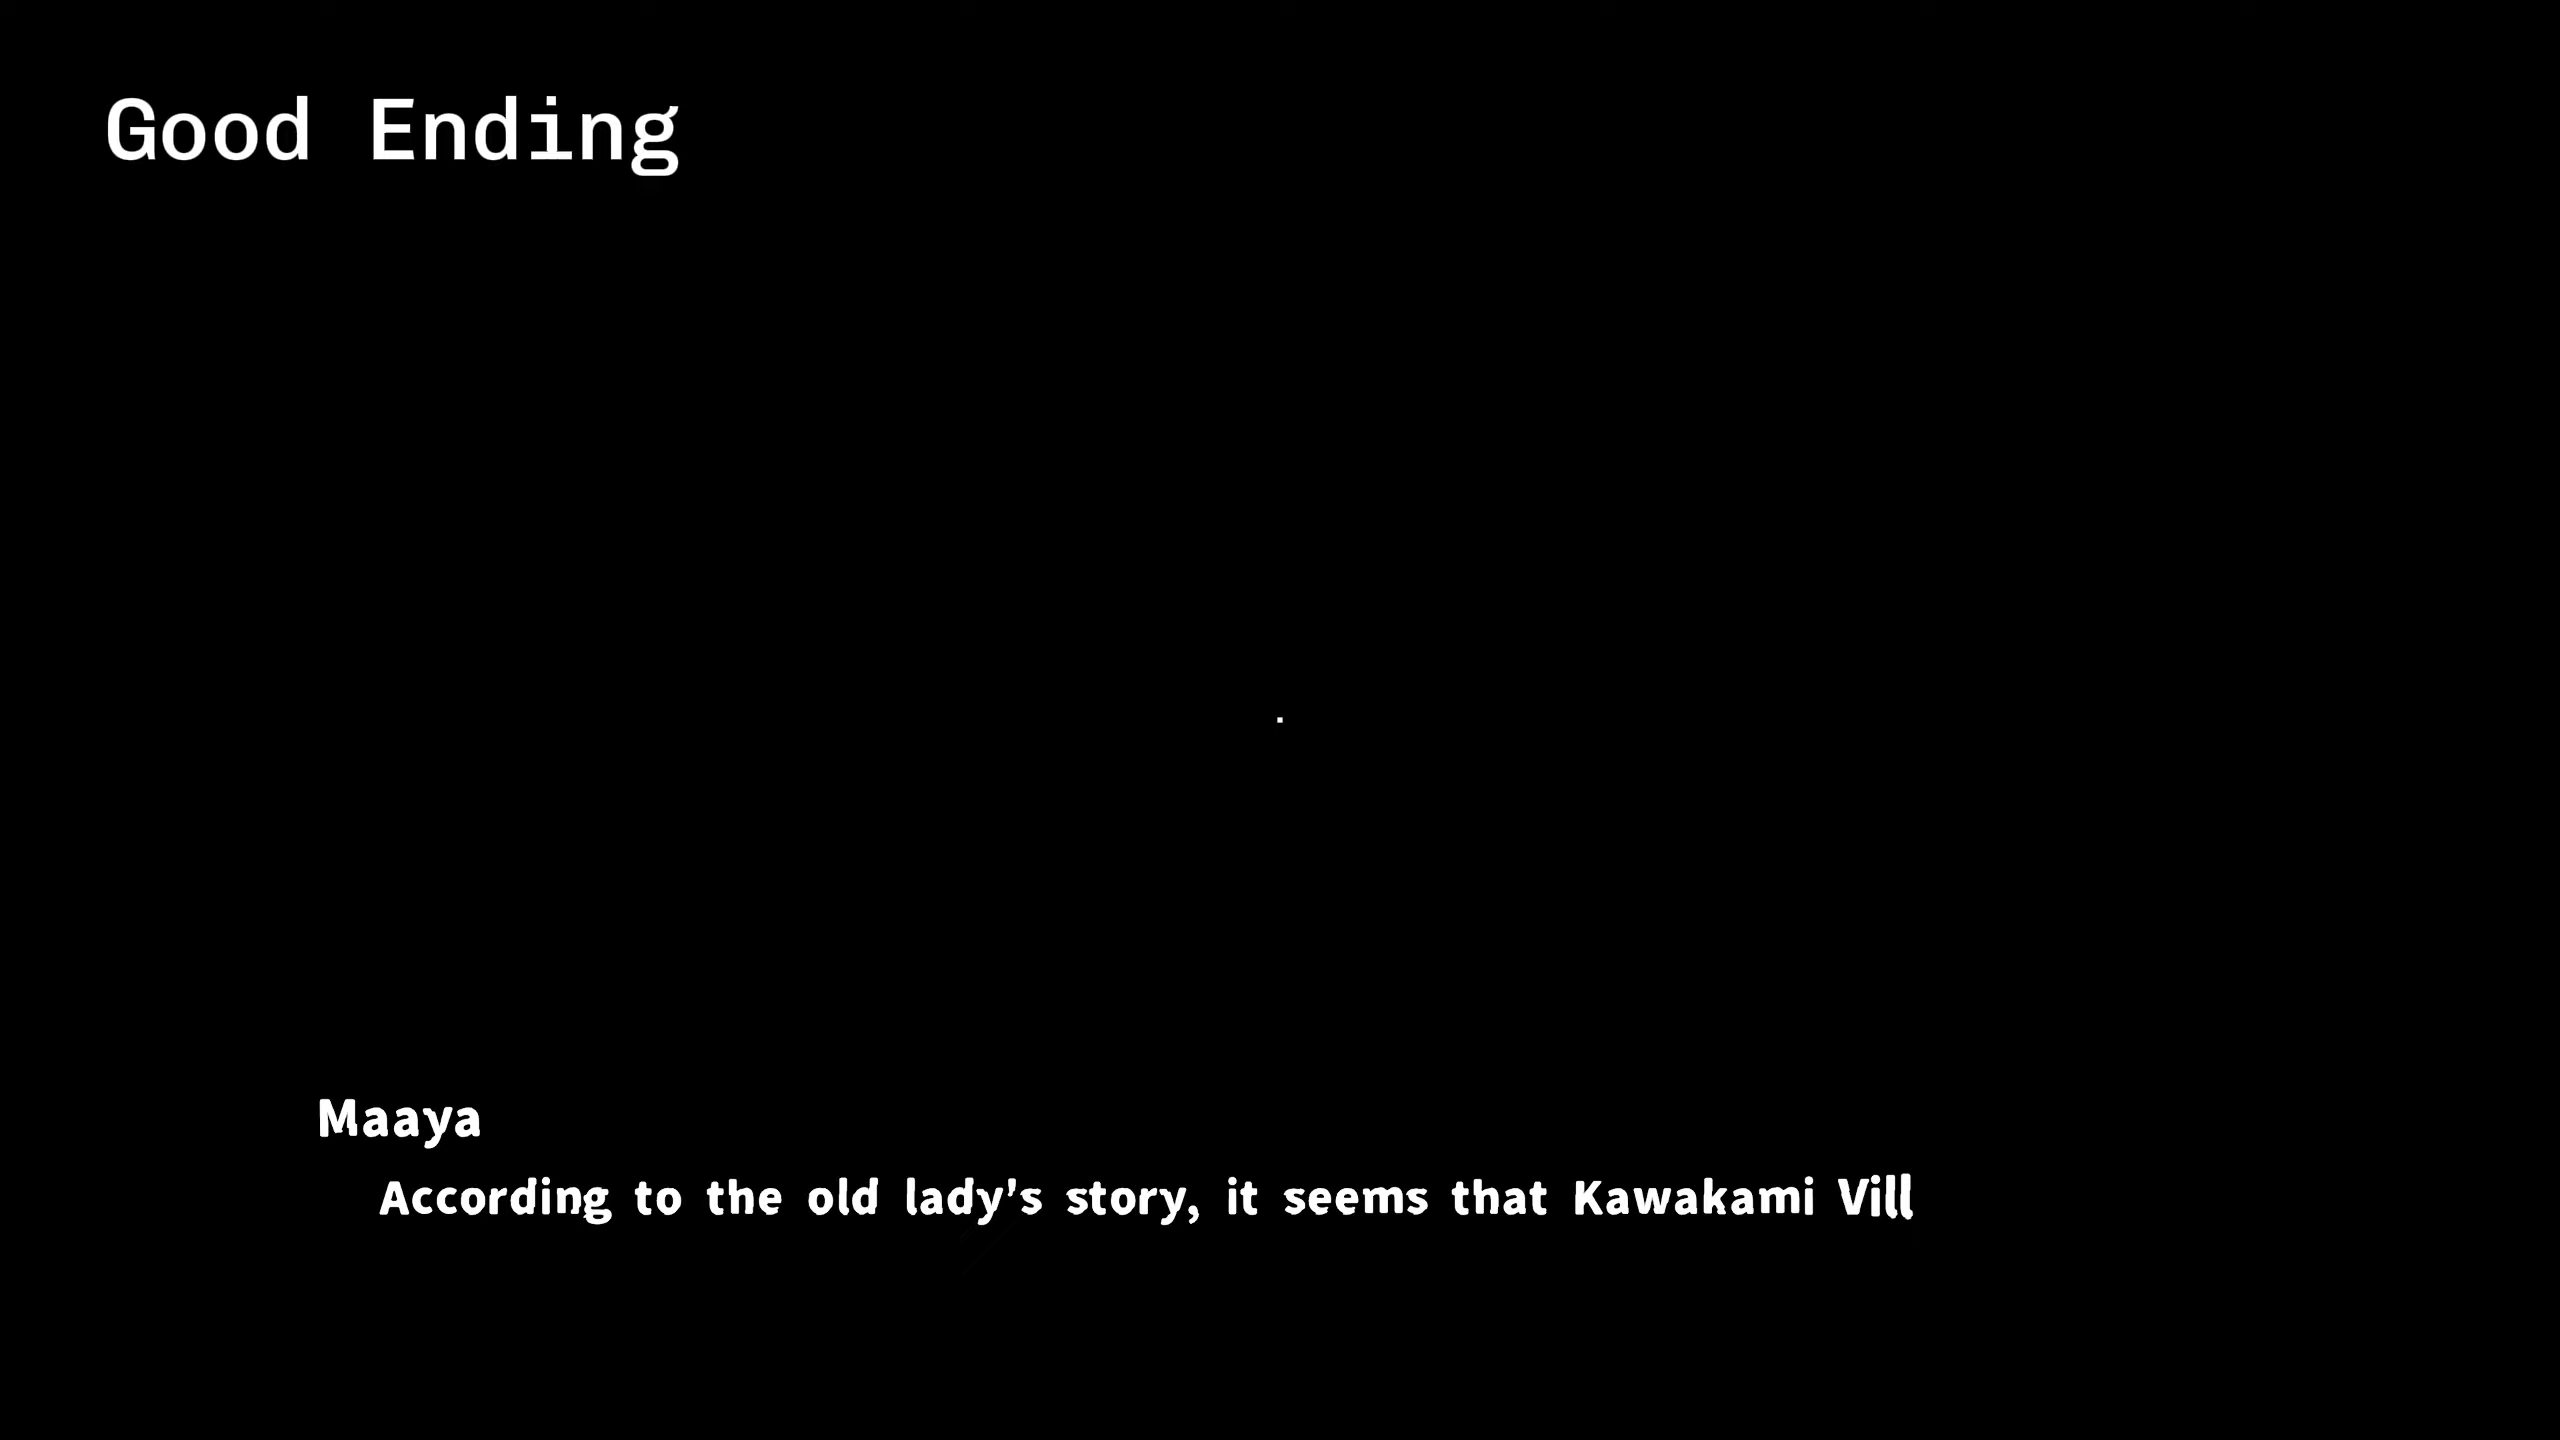 Good Ending
Maaya
According to the old lady's story, it seems that Kawakami Vill